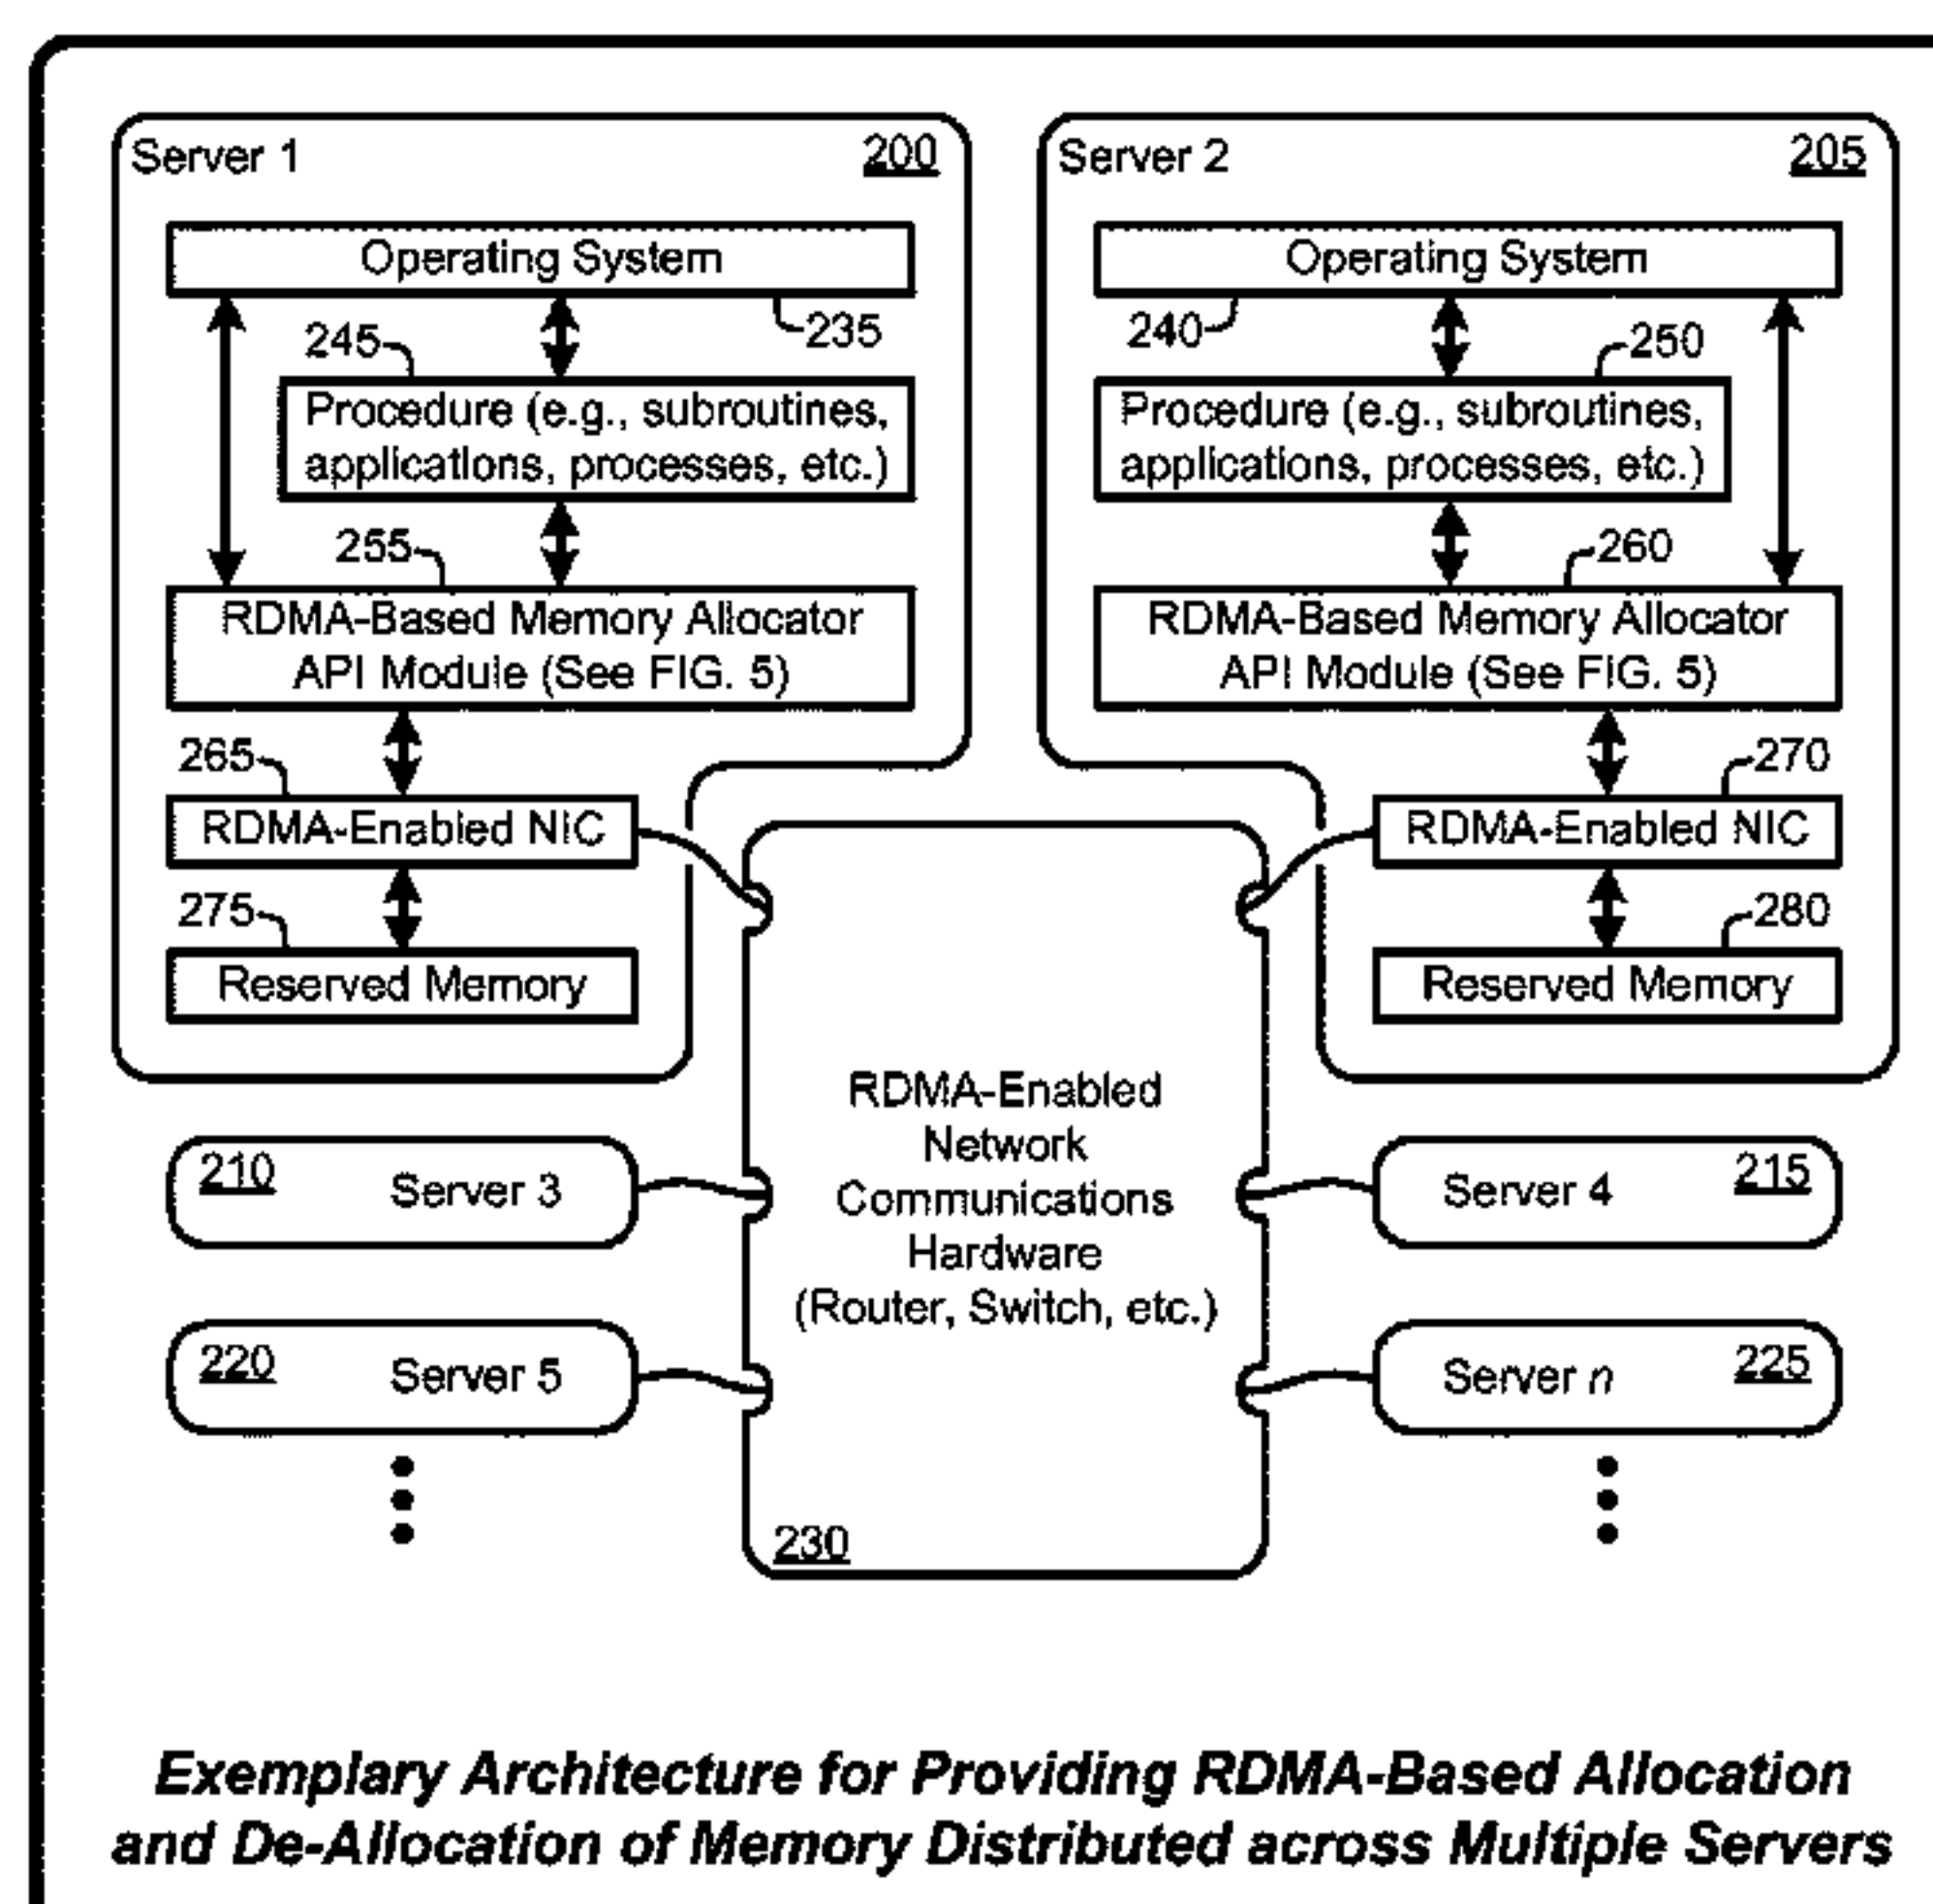 Server 1
200
Operating System
235
245
Procedure (e.g., subroutines,
applications, processes, etc.)
255
RDMA-Based Memory Allocator
API Module (See FIG. 5)
265
RDMA-Enabled NIC
275
Reserved Memory
Server 2
205
Operating System
240
250
Procedure (e.g., subroutines,
applications, processes, etc.)
260
RDMA-Based Memory Allocator
API Module (See FIG. 5)
270
RDMA-Enabled NIC
280
Reserved Memory
RDMA-Enabled
Network
Communications
Hardware
(Router, Switch, etc.)
230
210
Server 3
Server 4
215
220
Server 5
Server n
225
Exemplary Architecture for Providing RDMA-Based Allocation
and De-Allocation of Memory Distributed across Multiple Servers